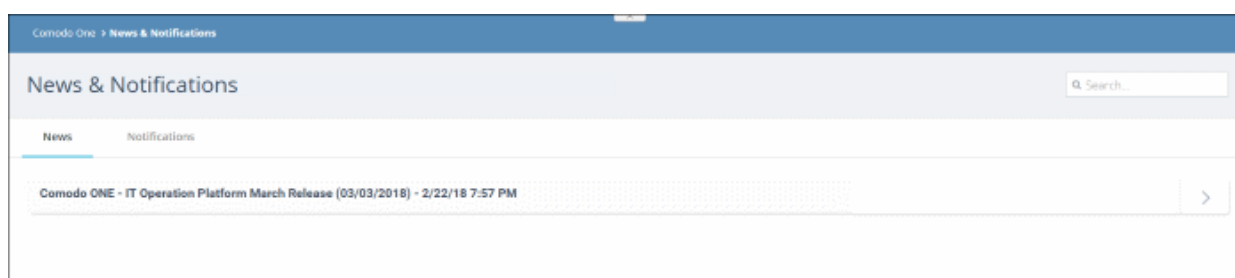 Comodo One > News & Notifications
News & Notifications
Search...
News
Notifications
Comodo ONE - IT Operation Platform March Release (03/03/2018) - 2/22/18 7:57 PM